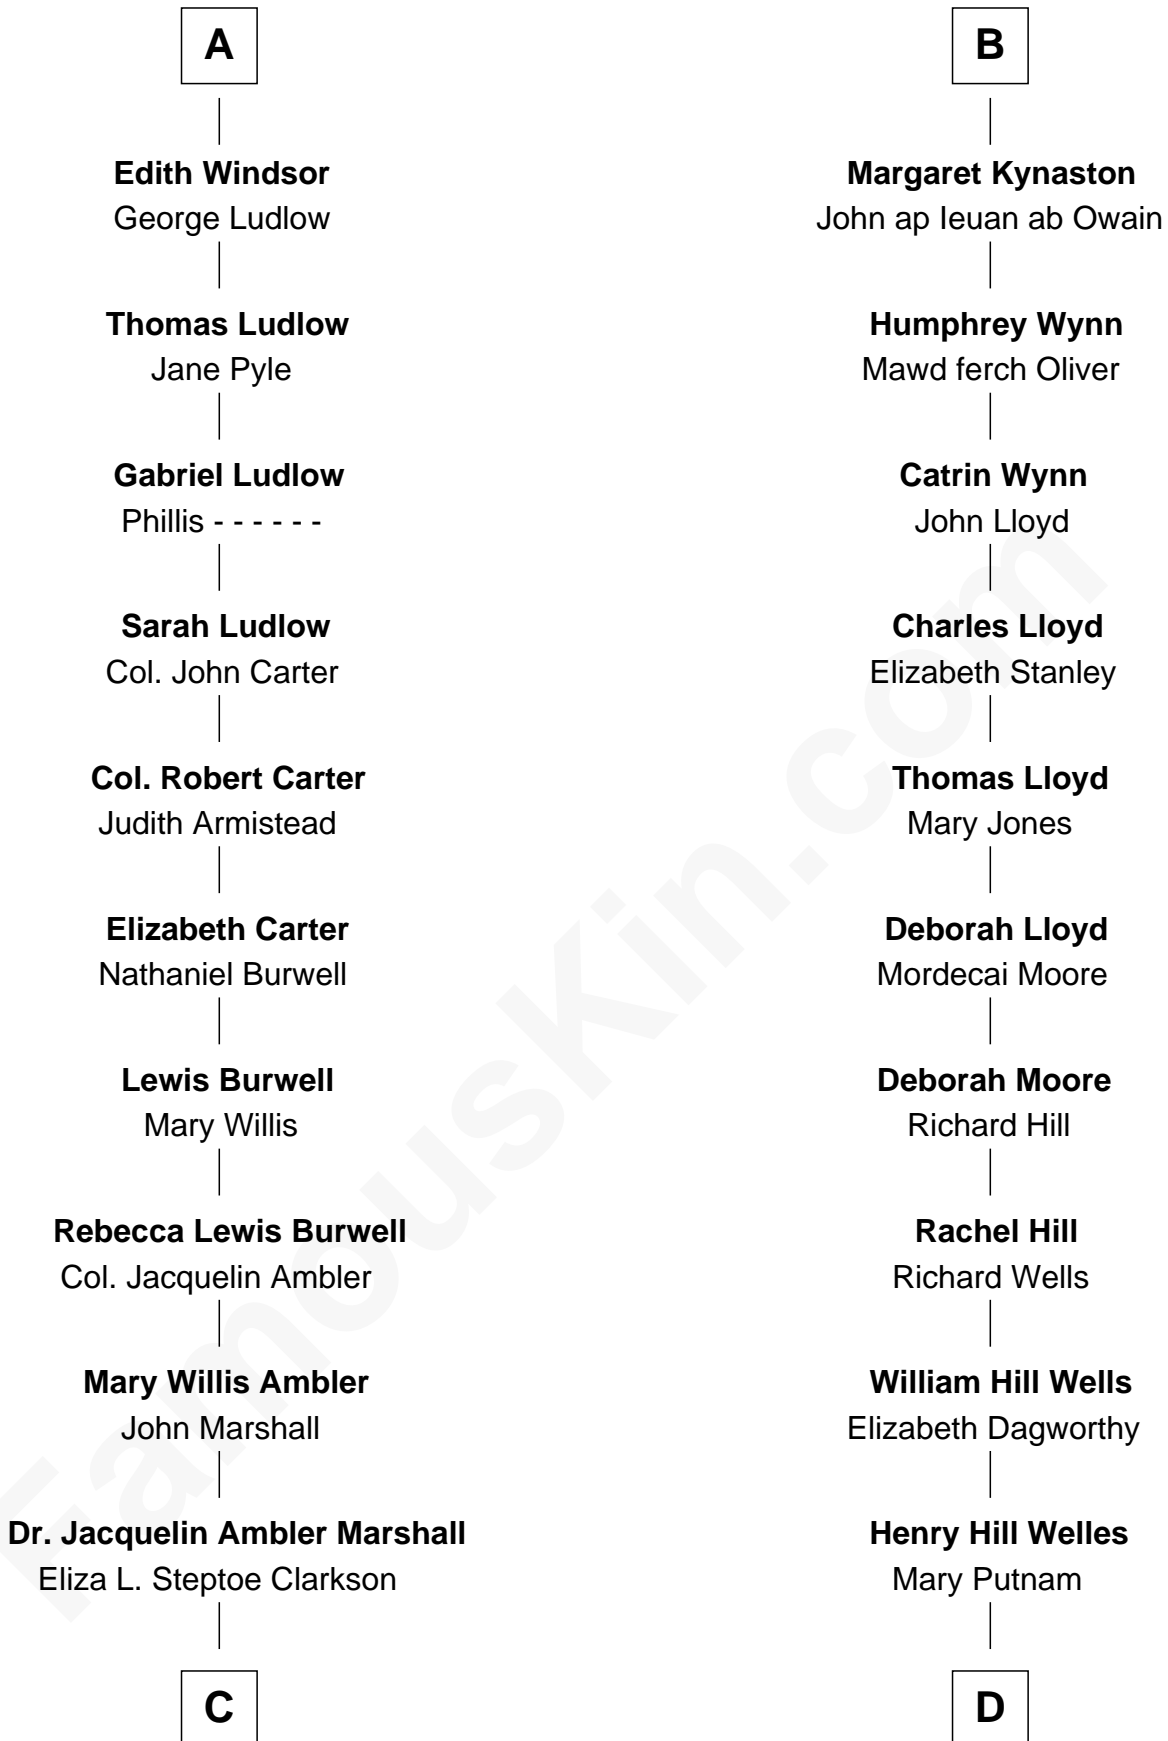 A
Edith Windsor
George Ludlow
Thomas Ludlow
Jane Pyle
Gabriel Ludlow
Phillis - - - - - -
Sarah Ludlow
Col. John Carter
Col. Robert Carter
Judith Armistead
Elizabeth Carter
Nathaniel Burwell
Lewis Burwell
Mary Willis
Rebecca Lewis Burwell
Col. Jacquelin Ambler
Mary Willis Ambler
John Marshall
Dr. Jacquelin Ambler Marshall
Eliza L. Steptoe Clarkson
C
B
Margaret Kynaston
John ap Ieuan ab Owain
Humphrey Wynn
Mawd ferch Oliver
Catrin Wynn
John Lloyd
Charles Lloyd
Elizabeth Stanley
Thomas Lloyd
Mary Jones
Deborah Lloyd
Mordecai Moore
Deborah Moore
Richard Hill
Rachel Hill
Richard Wells
William Hill Wells
Elizabeth Dagworthy
Henry Hill Welles
Mary Putnam
D
FamousKin.com